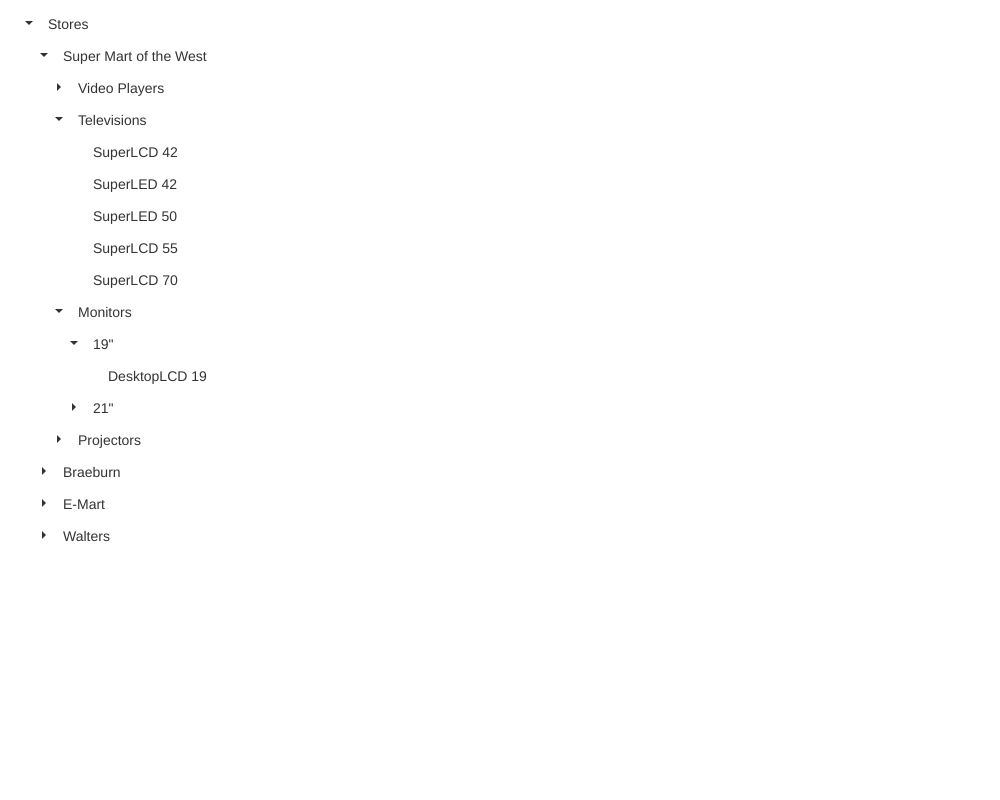 Stores
Super Mart of the West
Video Players
Televisions
SuperLCD 42
SuperLED 42
SuperLED 50
SuperLCD 55
SuperLCD 70
Monitors
19"
DesktopLCD 19
21"
Projectors
Braeburn
E-Mart
Walters